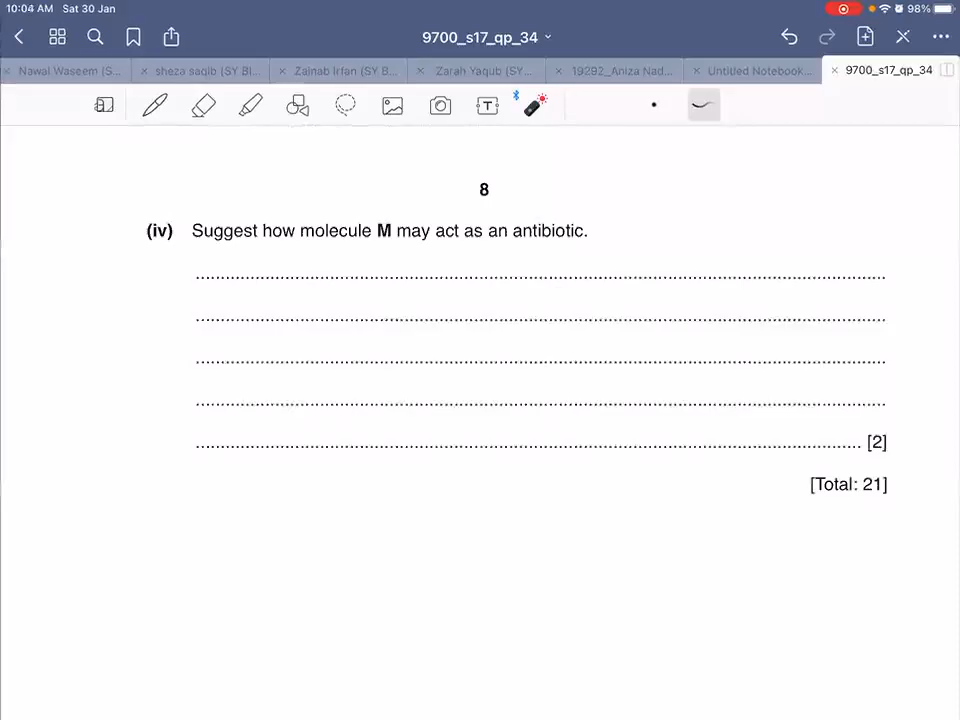 10:04 AM Sat 30 Jan 98%
9700_s17_qp_34
Nawal Waseem (S... sheza saqib (SY Bi... Zainab Irfan (SY B... Zarah Yaqub (SY... 19292_Aniza Nad... Untitled Notebook... 9700_s17_qp_34
T
8
(iv) Suggest how molecule M may act as an antibiotic.
[2]
[Total: 21]